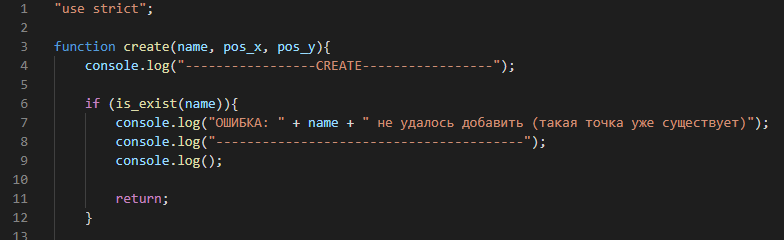 1 "use strict";
2
3 function create(name, pos_x, pos_y){
4 console.log("-----------------CREATE-----------------");
5
6 if (is_exist(name)){
7 console.log("ОШИБКА: " + name + " не удалось добавить (такая точка уже существует)");
8 console.log("----------------------------------------");
9 console.log();
10
11 return;
12 }
13